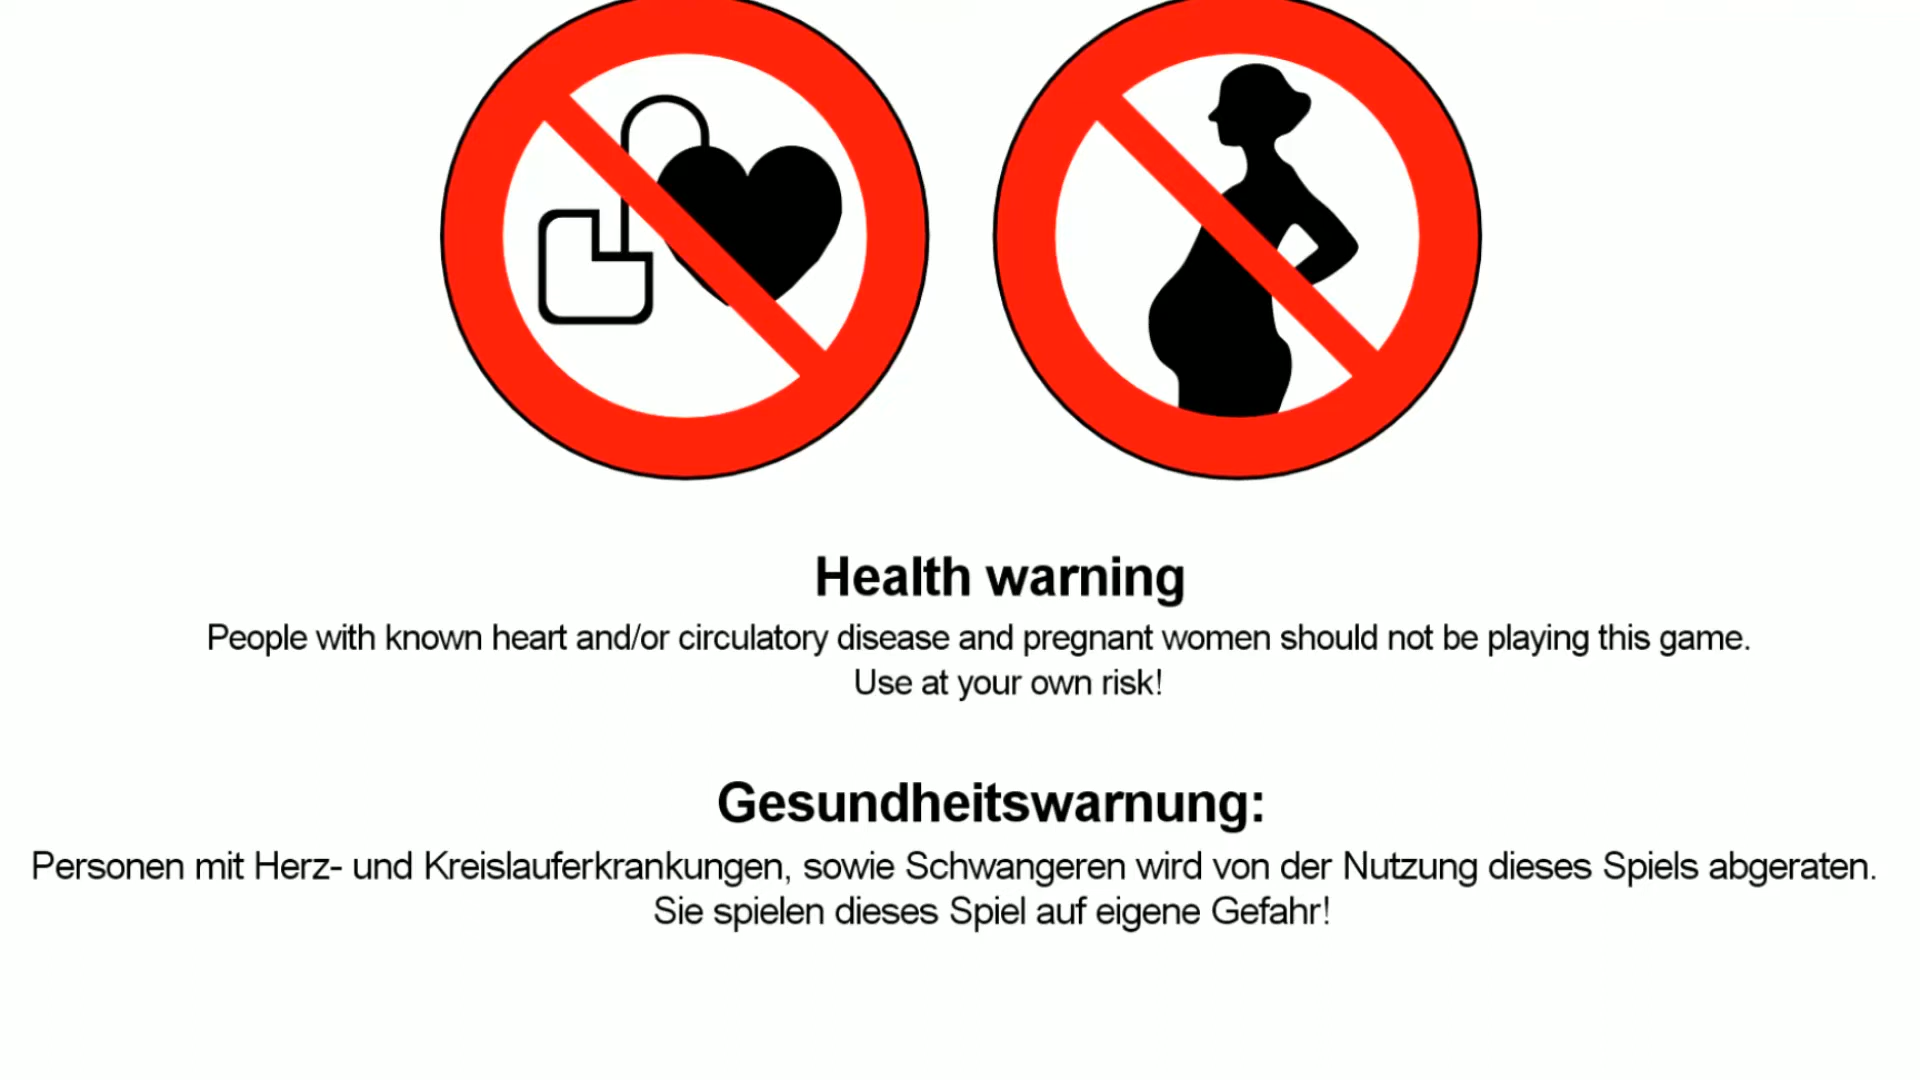 Health warning
People with known heart and/or circulatory disease and pregnant women should not be playing this game.
Use at your own risk!
Gesundheitswarnung:
Personen mit Herz- und Kreislauferkrankungen, sowie Schwangeren wird von der Nutzung dieses Spiels abgeraten.
Sie spielen dieses Spiel auf eigene Gefahr!